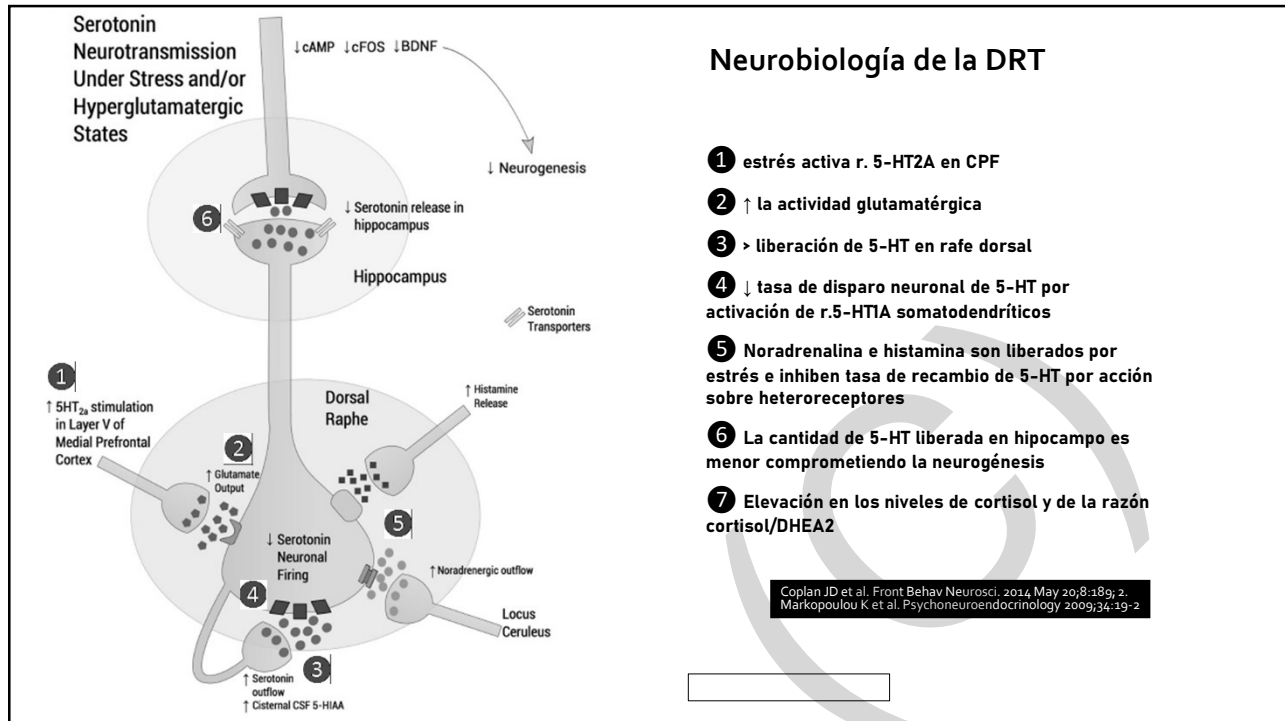 Serotonin
Neurotransmission
Under Stress and/or
Hyperglutamatergic
States
↓cAMP ↓cFOS ↓BDNF
↓ Neurogenesis
6
↓ Serotonin release in
hippocampus
Hippocampus
Serotonin
Transporters
1
↑ 5HT2a stimulation
in Layer V of
Medial Prefrontal
Cortex
2
↑ Glutamate
Output
Dorsal
Raphe
↑ Histamine
Release
5
↓ Serotonin
Neuronal
Firing
↑ Noradrenergic outflow
4
Locus
Ceruleus
3
↑ Serotonin
outflow
↑ Cisternal CSF 5-HIAA
Neurobiología de la DRT
1 estrés activa r. 5-HT2A en CPF
2 ↑ la actividad glutamatérgica
3 > liberación de 5-HT en rafe dorsal
4 ↓ tasa de disparo neuronal de 5-HT por
activación de r.5-HT1A somatodendríticos
5 Noradrenalina e histamina son liberados por
estrés e inhiben tasa de recambio de 5-HT por acción
sobre heteroreceptores
6 La cantidad de 5-HT liberada en hipocampo es
menor comprometiendo la neurogénesis
7 Elevación en los niveles de cortisol y de la razón
cortisol/DHEA2
Coplan JD et al. Front Behav Neurosci. 2014 May 20;8:189; 2.
Markopoulou K et al. Psychoneuroendocrinology 2009;34:19-2